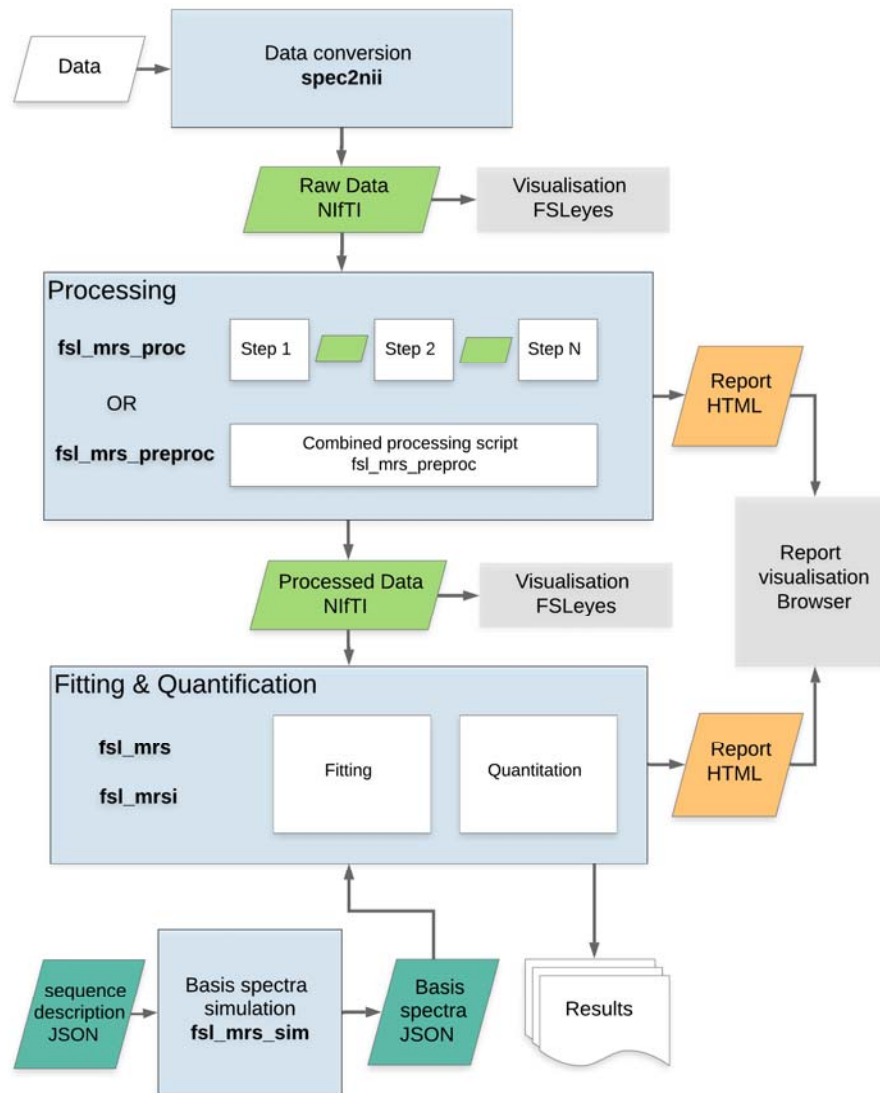 Data
Data conversion
spec2nii
Raw Data
NIfTI
Visualisation
FSLeyes
Processing
fsl_mrs_proc
Step 1
Step 2
Step N
OR
fsl_mrs_preproc
Combined processing script
fsl_mrs_preproc
Report
HTML
Report
visualisation
Browser
Processed Data
NIfTI
Visualisation
FSLeyes
Fitting & Quantification
fsl_mrs
fsl_mrsi
Fitting
Quantitation
Report
HTML
sequence
description
JSON
Basis spectra
simulation
fsl_mrs_sim
Basis
spectra
JSON
Results